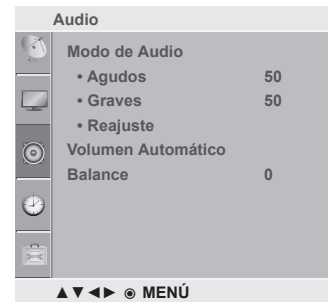 Audio
Modo de Audio
• Agudos 50
• Graves 50
• Reajuste
Volumen Automático
Balance 0
▲▼◄► ◉ MENÚ